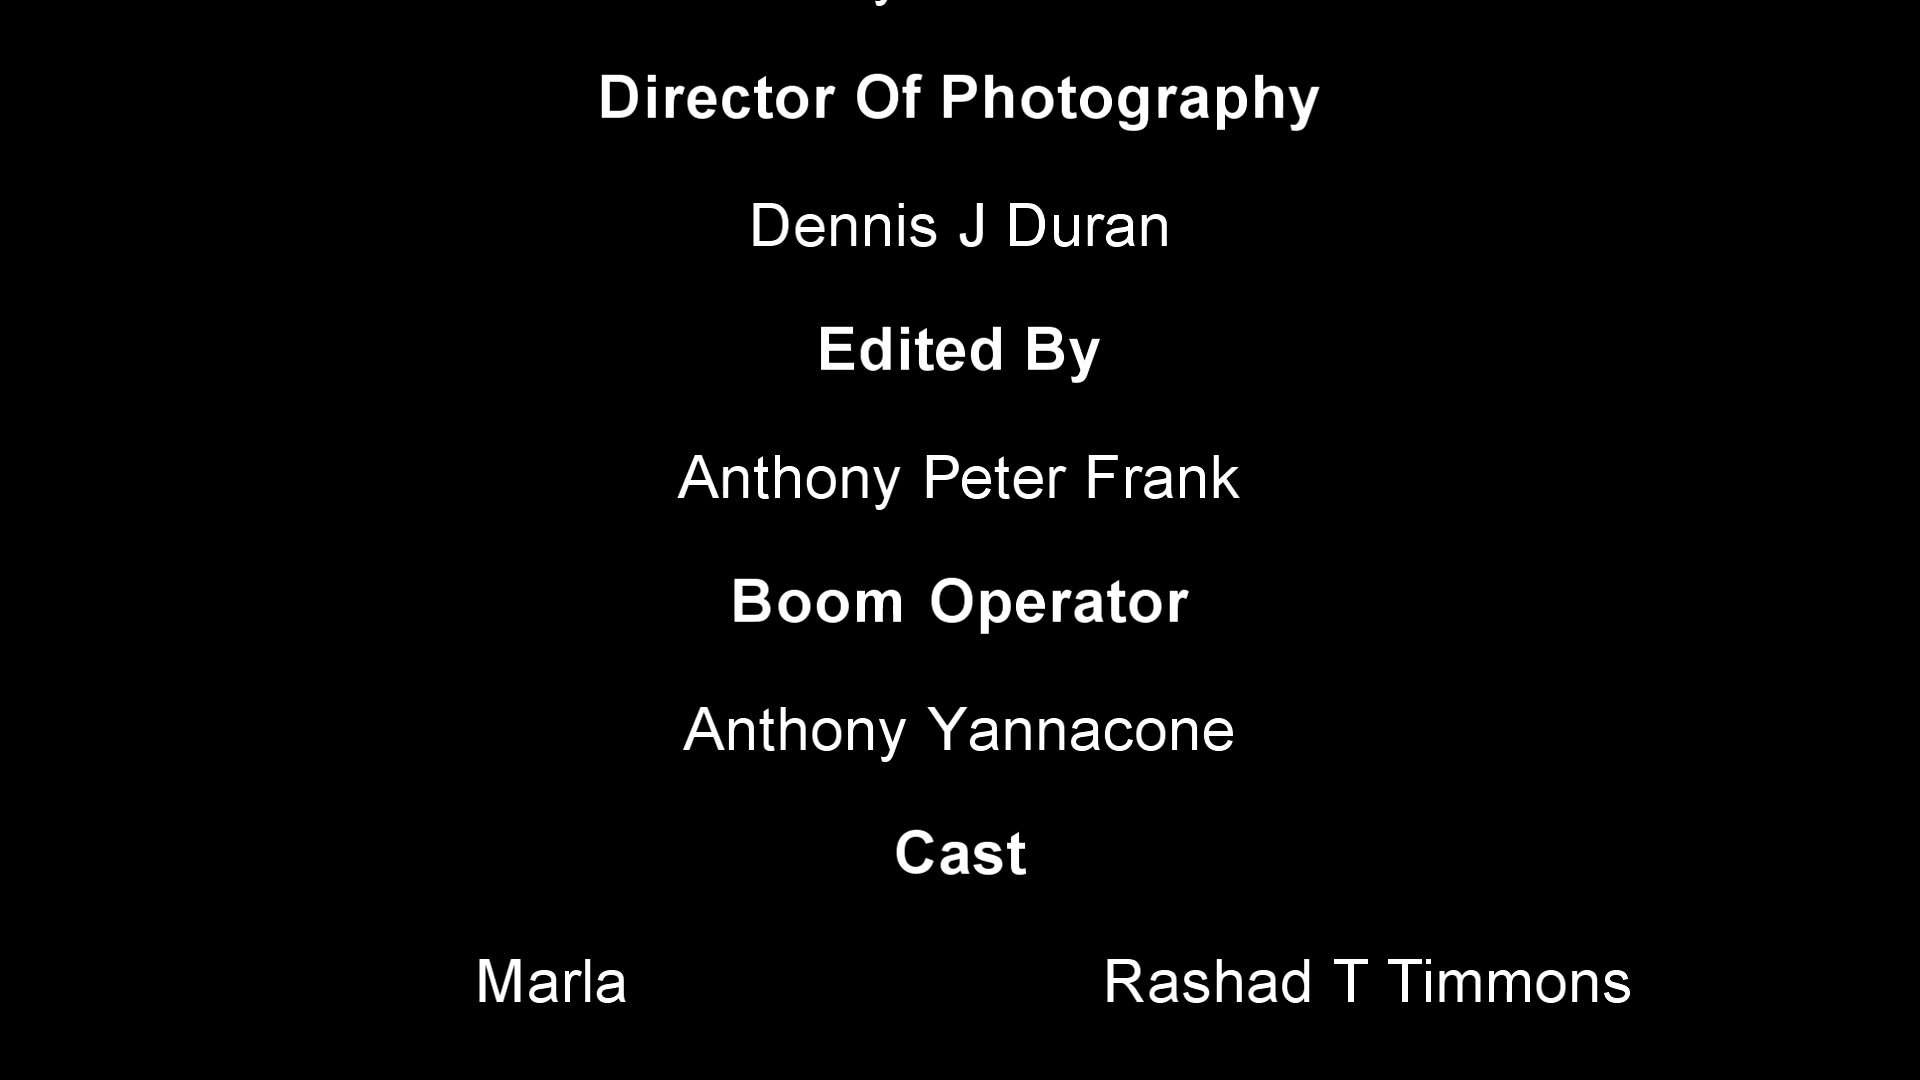 Director Of Photography
Dennis J Duran
Edited By
Anthony Peter Frank
Boom Operator
Anthony Yannacone
Cast
Marla Rashad T Timmons